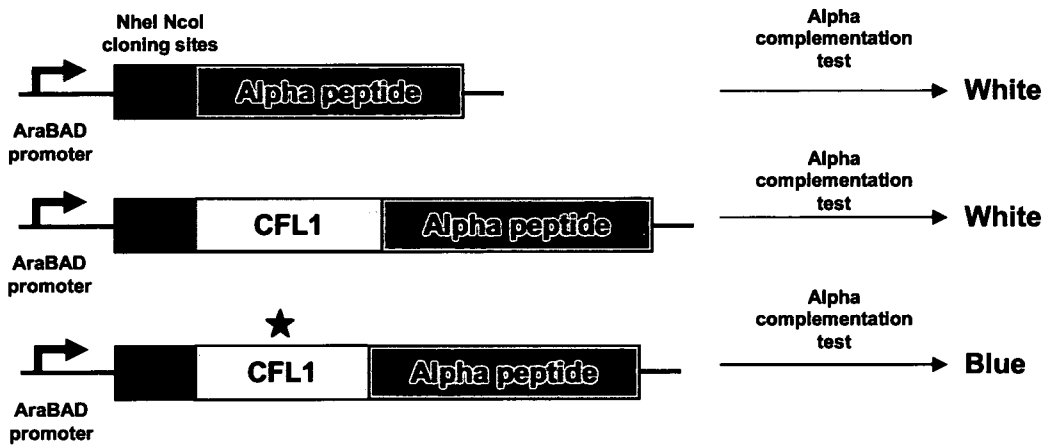 NheI NcoI
cloning sites
Alpha peptide
AraBAD
promoter
Alpha
complementation
test
White
CFL1
Alpha peptide
AraBAD
promoter
Alpha
complementation
test
White
CFL1
Alpha peptide
AraBAD
promoter
Alpha
complementation
test
Blue